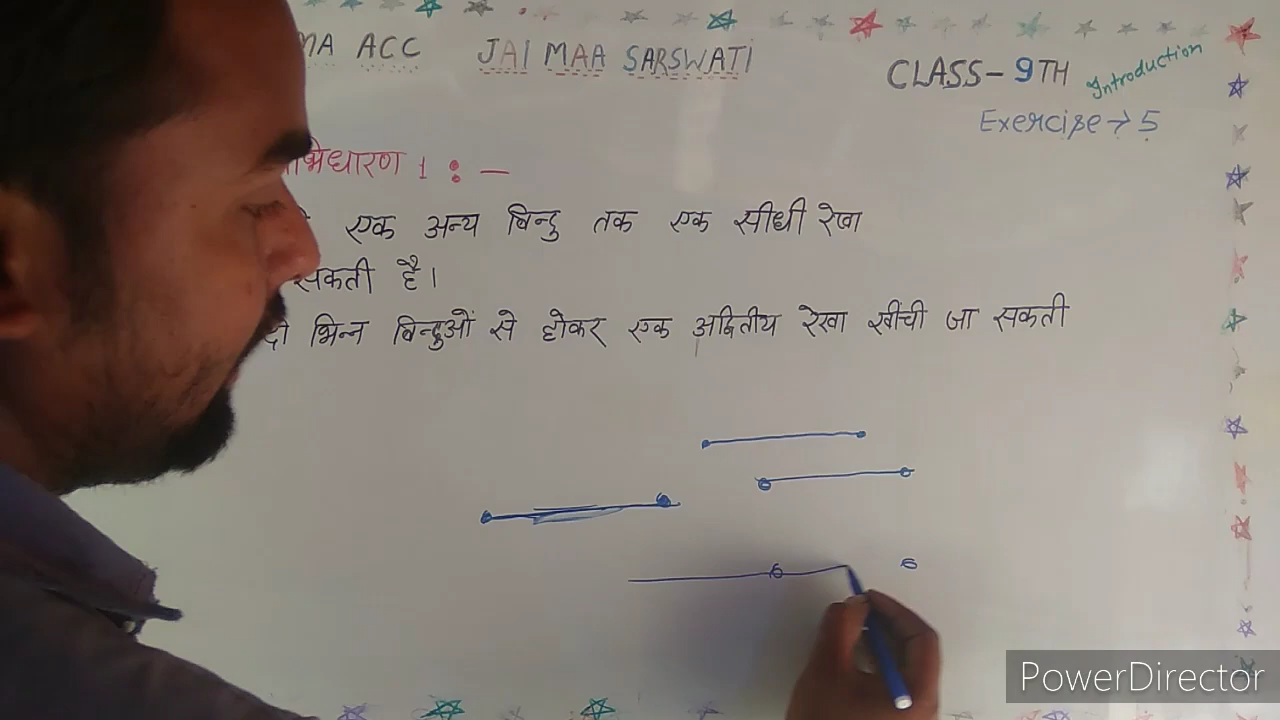 MA ACC JAI MAA SARSWATI
CLASS- 9TH Introduction
Exercise→ 5
भिधारण 1 : —
एक अन्य बिन्दु तक एक सीधी रेखा
सकती है।
दो भिन्न बिन्दुओं से होकर एक अद्वितीय रेखा खींची जा सकती
PowerDirector